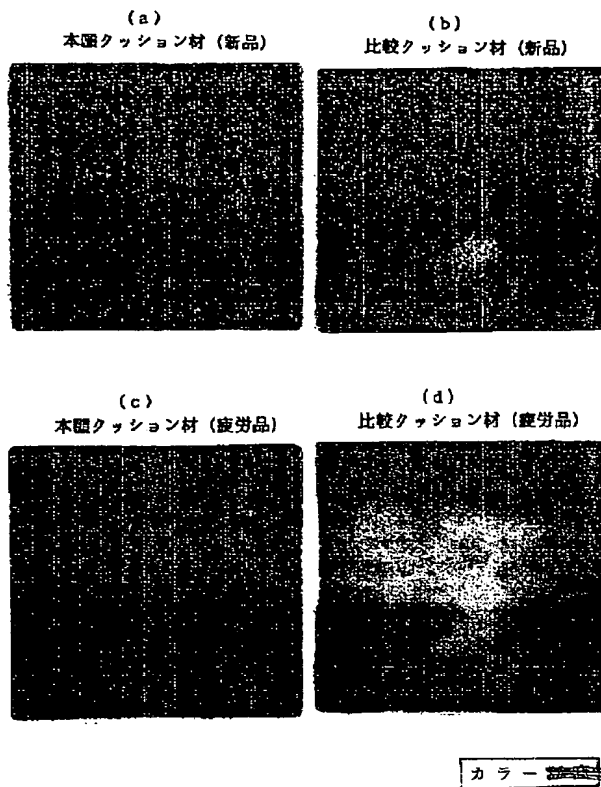 (a)
本願クッション材 (新品)
(b)
比較クッション材 (新品)
(c)
本願クッション材 (疲労品)
(d)
比較クッション材 (疲労品)
カラー